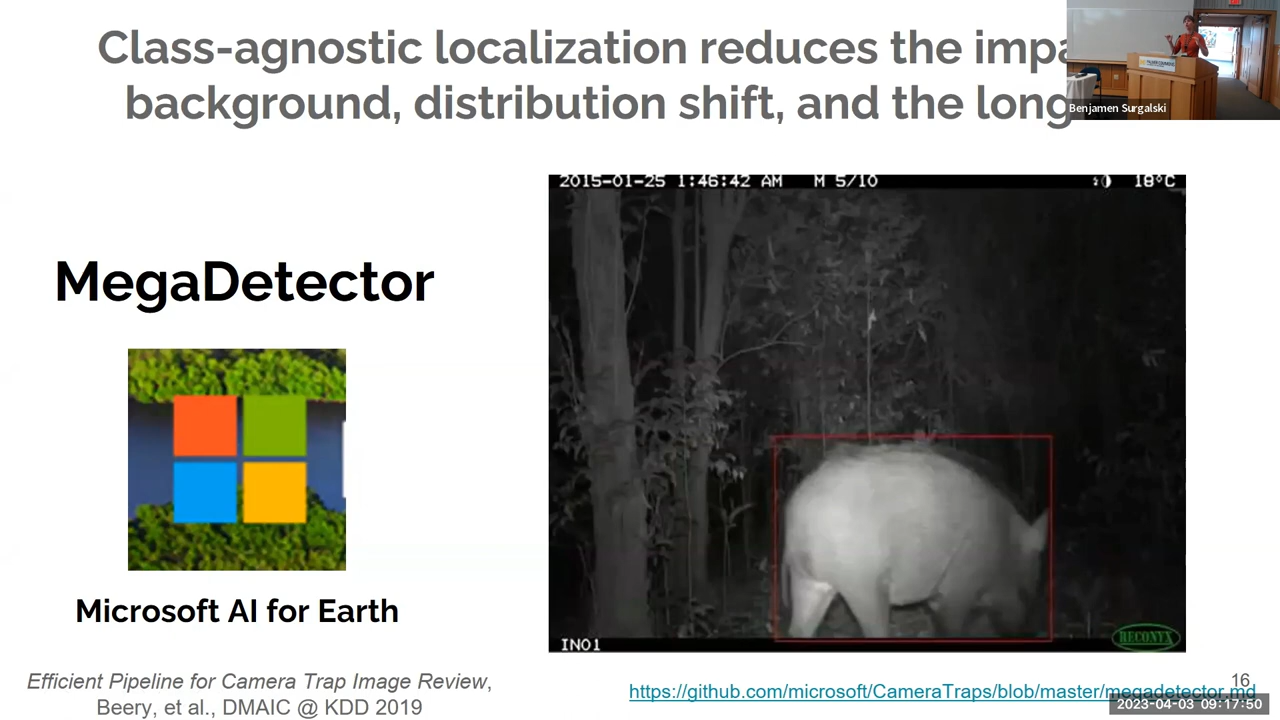 Class-agnostic localization reduces the impa
background, distribution shift, and the long
Benjamen Surgalski
2015-01-25 1:46:42 AM M 5/10 18°C
MegaDetector
Microsoft AI for Earth
IN01
RECONYX
Efficient Pipeline for Camera Trap Image Review,
Beery, et al., DMAIC @ KDD 2019
https://github.com/microsoft/CameraTraps/blob/master/megadetector.md
16
2023-04-03 09:17:50